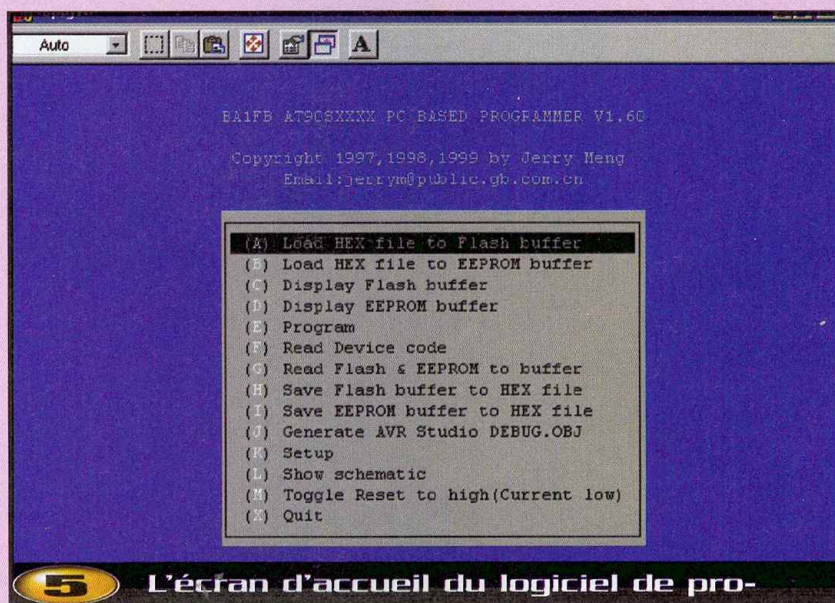 Auto
A
BA1FB AT90SXXXX PC BASED PROGRAMMER V1.60
Copyright 1997,1998,1999 by Jerry Meng
Email:jerrym@public.gb.com.cn
(A) Load HEX file to Flash buffer
(B) Load HEX file to EEPROM buffer
(C) Display Flash buffer
(D) Display EEPROM buffer
(E) Program
(F) Read Device code
(G) Read Flash & EEPROM to buffer
(H) Save Flash buffer to HEX file
(I) Save EEPROM buffer to HEX file
(J) Generate AVR Studio DEBUG.OBJ
(K) Setup
(L) Show schematic
(M) Toggle Reset to high(Current low)
(X) Quit
5 L'écran d'accueil du logiciel de pro-